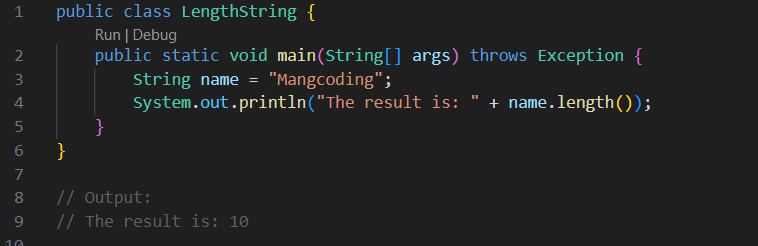 1 public class LengthString {
Run | Debug
2 public static void main(String[] args) throws Exception {
3 String name = "Mangcoding";
4 System.out.println("The result is: " + name.length());
5 }
6 }
7
8 // Output:
9 // The result is: 10
10